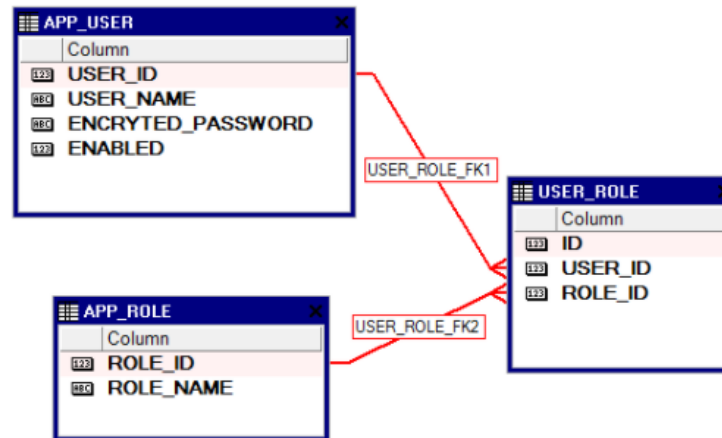 APP_USER
Column
USER_ID
USER_NAME
ENCRYTED_PASSWORD
ENABLED
USER_ROLE_FK1
USER_ROLE
Column
ID
USER_ID
ROLE_ID
APP_ROLE
Column
ROLE_ID
ROLE_NAME
USER_ROLE_FK2